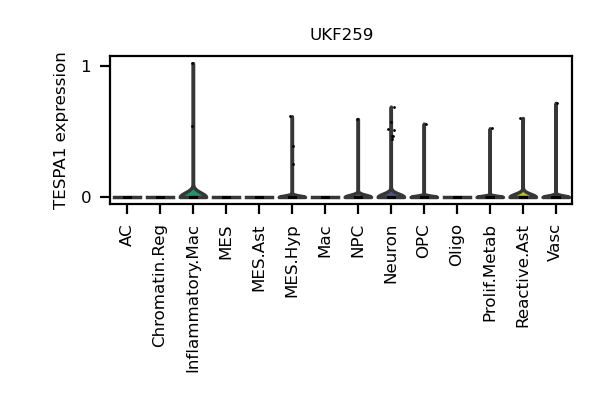 UKF259
TESPA1 expression
1
0
AC
Chromatin.Reg
Inflammatory.Mac
MES
MES.Ast
MES.Hyp
Mac
NPC
Neuron
OPC
Oligo
Prolif.Metab
Reactive.Ast
Vasc